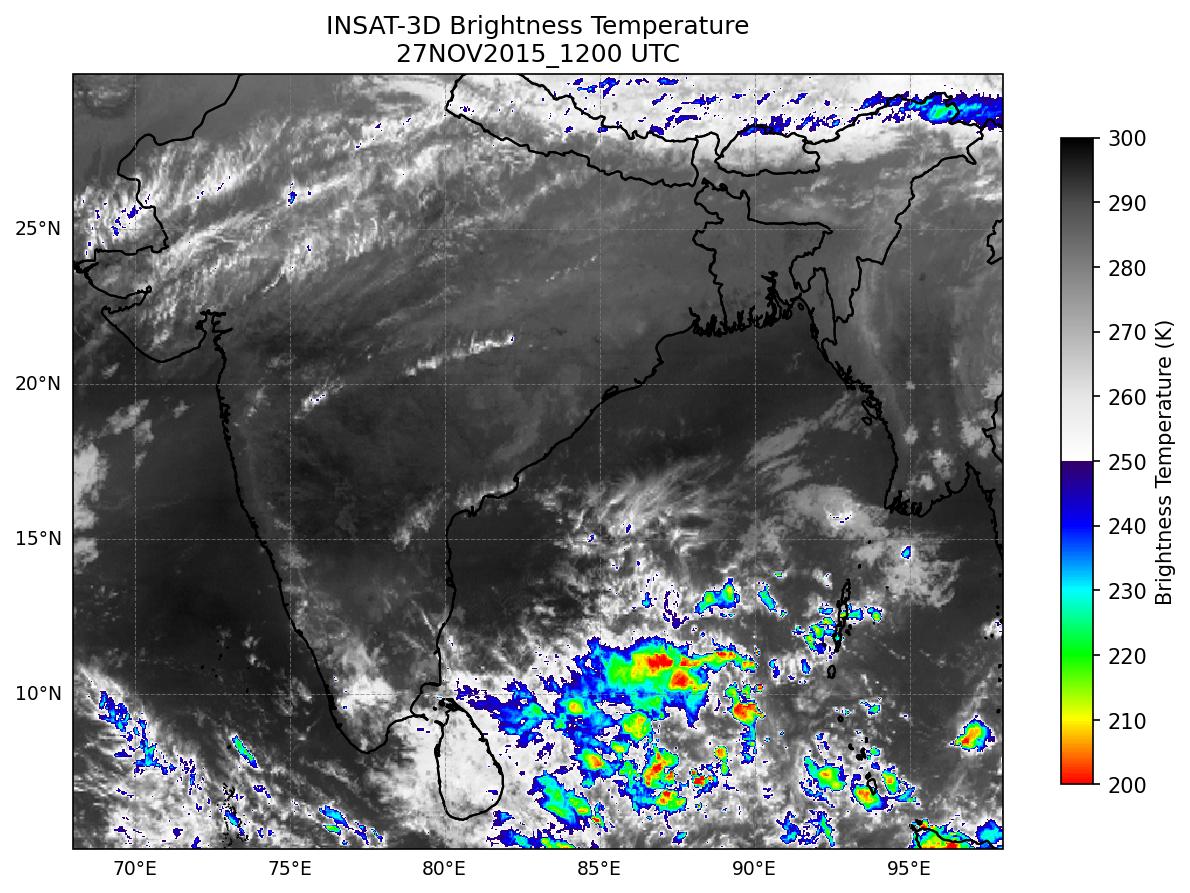 INSAT-3D Brightness Temperature
27NOV2015_1200 UTC
25°N
20°N
15°N
10°N
70°E
75°E
80°E
85°E
90°E
95°E
300
290
280
270
260
250
240
230
220
210
200
Brightness Temperature (K)